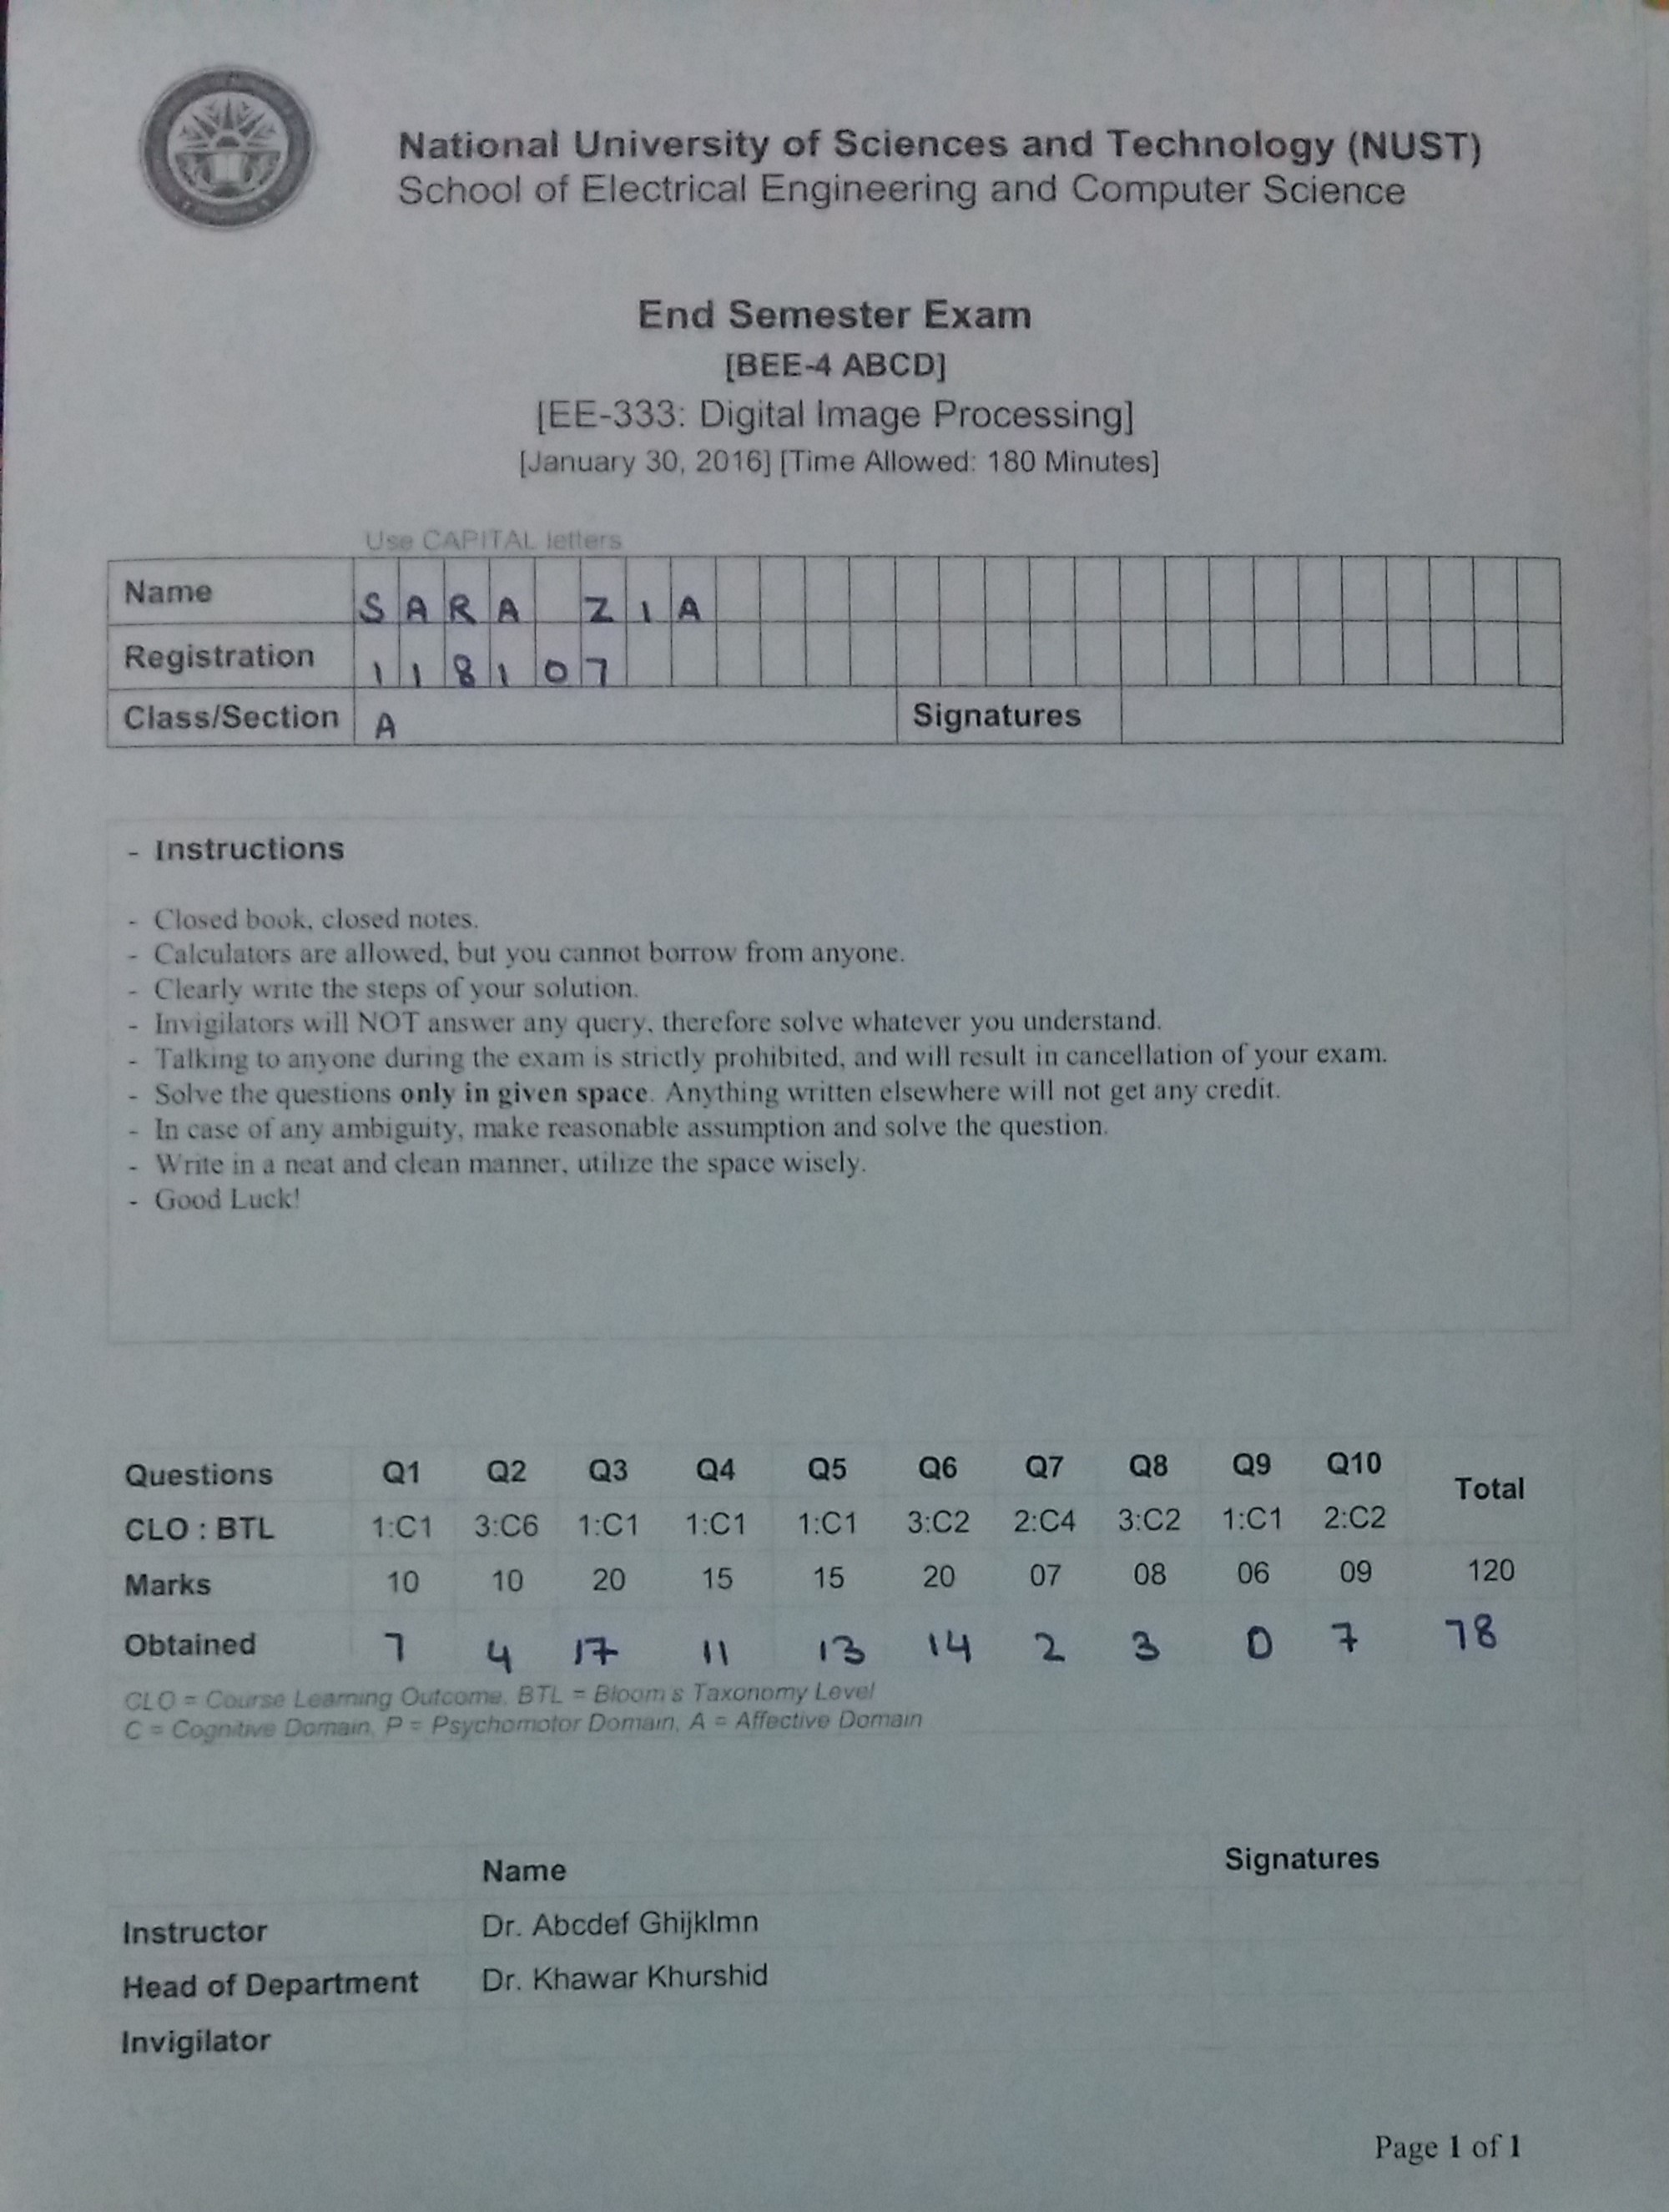 National University of Sciences and Technology (NUST)
School of Electrical Engineering and Computer Science
End Semester Exam
[BEE-4 ABCD]
[EE-333: Digital Image Processing]
[January 30, 2016] [Time Allowed: 180 Minutes]
Use CAPITAL letters
Name SARA ZIA
Registration 118107
Class/Section A Signatures
- Instructions
- Closed book, closed notes.
- Calculators are allowed, but you cannot borrow from anyone.
- Clearly write the steps of your solution.
- Invigilators will NOT answer any query, therefore solve whatever you understand.
- Talking to anyone during the exam is strictly prohibited, and will result in cancellation of your exam.
- Solve the questions only in given space. Anything written elsewhere will not get any credit.
- In case of any ambiguity, make reasonable assumption and solve the question.
- Write in a neat and clean manner, utilize the space wisely.
- Good Luck!
Questions Q1 Q2 Q3 Q4 Q5 Q6 Q7 Q8 Q9 Q10 Total
CLO : BTL 1:C1 3:C6 1:C1 1:C1 1:C1 3:C2 2:C4 3:C2 1:C1 2:C2
Marks 10 10 20 15 15 20 07 08 06 09 120
Obtained 7 4 17 11 13 14 2 3 0 7 78
CLO = Course Learning Outcome, BTL = Bloom's Taxonomy Level
C = Cognitive Domain, P = Psychomotor Domain, A = Affective Domain
Name Signatures
Instructor Dr. Abcdef Ghijklmn
Head of Department Dr. Khawar Khurshid
Invigilator
Page 1 of 1